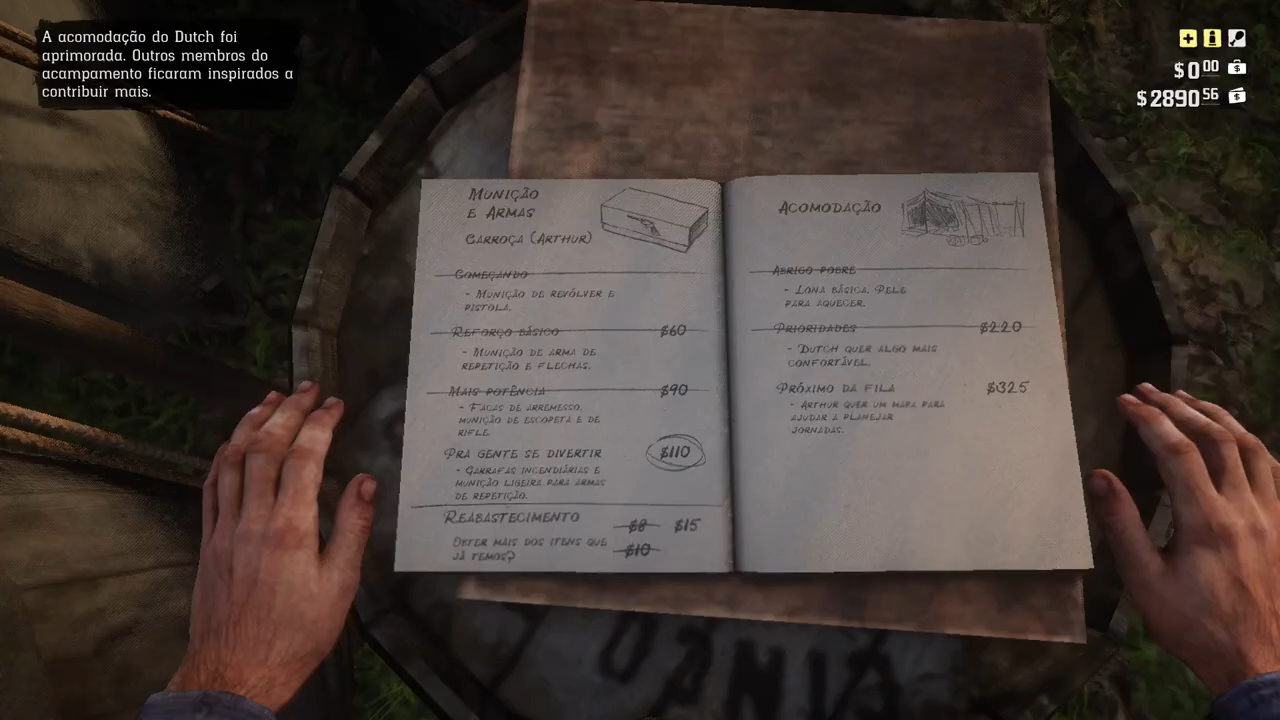 A acomodação do Dutch foi
aprimorada. Outros membros do
acampamento ficaram inspirados a
contribuir mais.
$000
$289056
Munição
e Armas
Carroça (Arthur)
Começando
- Munição de revólver e
pistola.
Reforço básico $60
- Munição de arma de
repetição e flechas.
Mais potência $90
- Facas de arremesso,
munição de escopeta e de
rifle.
Pra gente se divertir $110
- Garrafas incendiárias e
munição ligeira para armas
de repetição.
Reabastecimento $8 $15
Obter mais dos itens que $10
já temos?
Acomodação
Abrigo pobre
- Lona básica. Pele
para aquecer.
Prioridades $220
- Dutch quer algo mais
confortável.
Próximo da fila $325
- Arthur quer um mapa para
ajudar a planejar
jornadas.